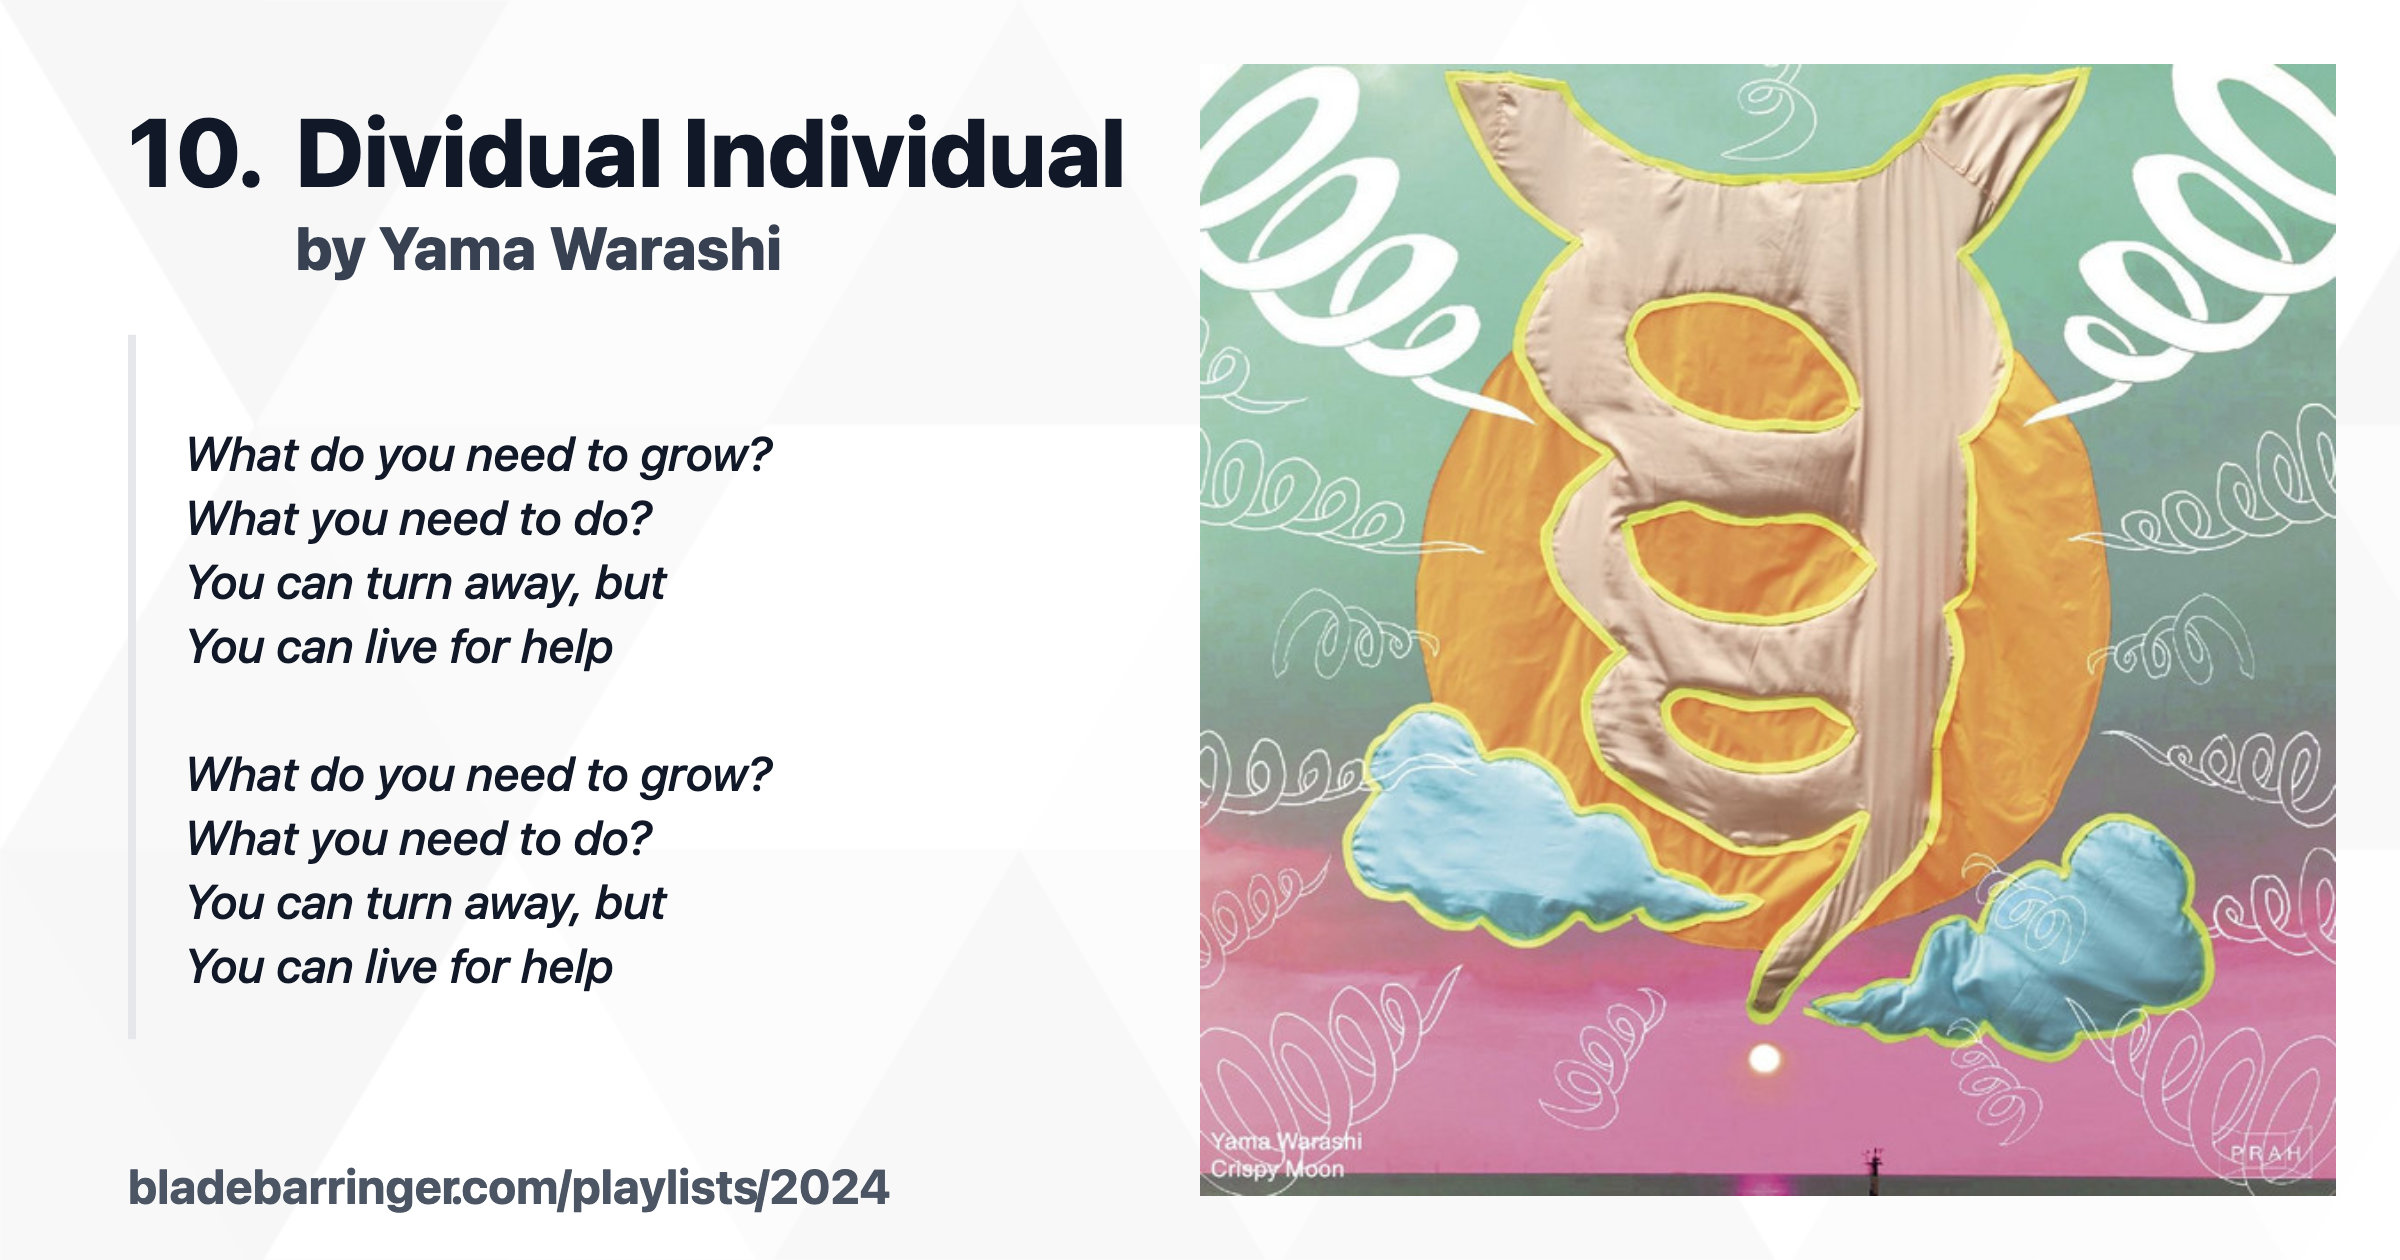 10. Dividual Individual
by Yama Warashi
What do you need to grow?
What you need to do?
You can turn away, but
You can live for help
What do you need to grow?
What you need to do?
You can turn away, but
You can live for help
bladebarringer.com/playlists/2024
Yama Warashi
Crispy Moon
PRAH